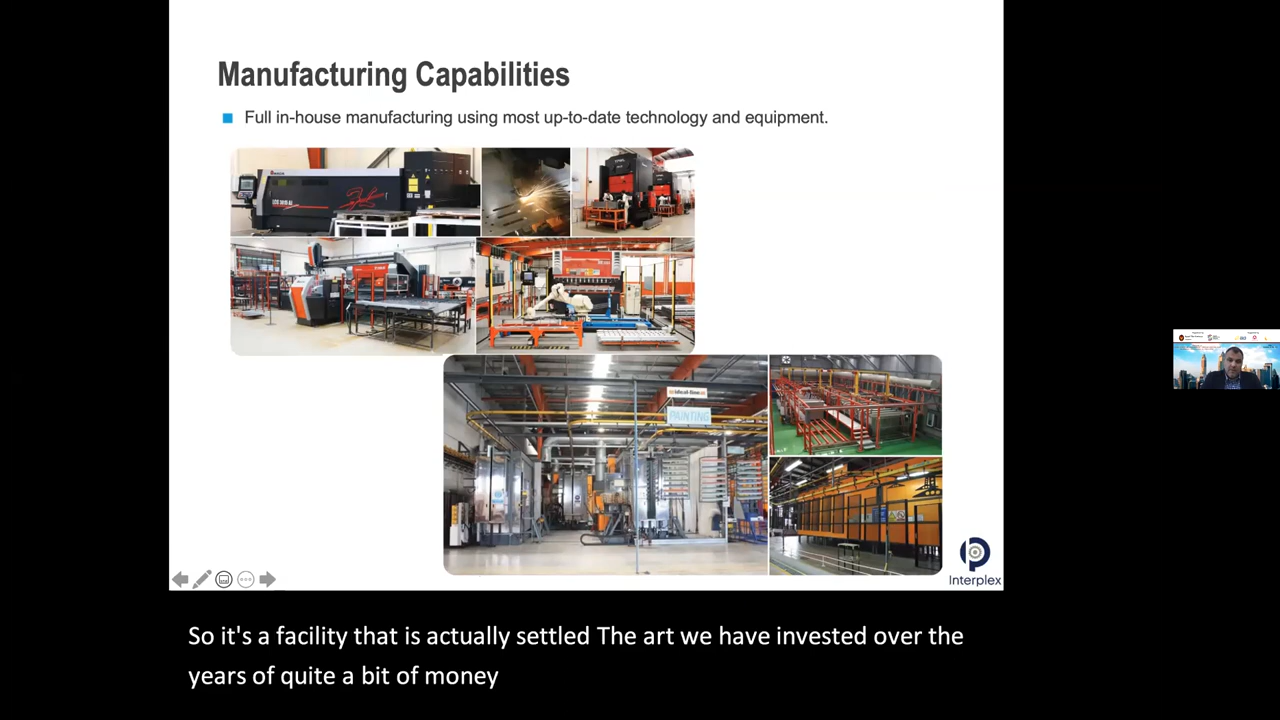 Manufacturing Capabilities
Full in-house manufacturing using most up-to-date technology and equipment.
PAINTING
Interplex
So it's a facility that is actually settled The art we have invested over the
years of quite a bit of money